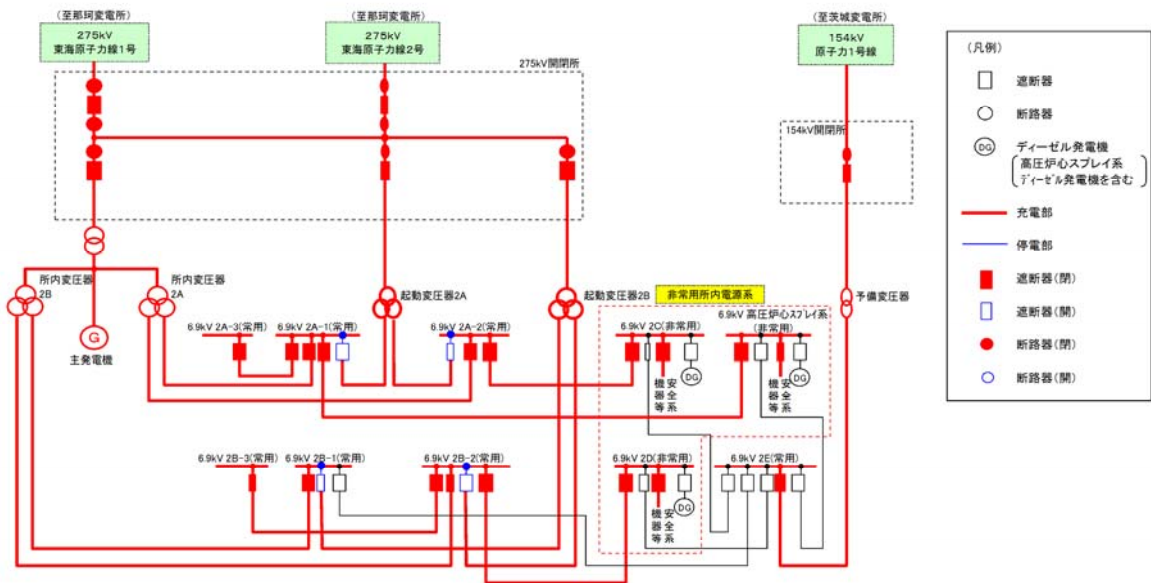 (至那珂変電所)
275kV
東海原子力線1号
(至那珂変電所)
275kV
東海原子力線2号
(至茨城変電所)
154kV
原子力1号線
275kV開閉所
154kV開閉所
(凡例)
遮断器
断路器
DG
ディーゼル発電機
高圧炉心スプレイ系
ディーゼル発電機を含む
充電部
停電部
遮断器(閉)
遮断器(開)
断路器(閉)
断路器(開)
所内変圧器
2B
所内変圧器
2A
G
主発電機
起動変圧器2A
起動変圧器2B
非常用所内電源系
予備変圧器
6.9kV 2A-3(常用)
6.9kV 2A-1(常用)
6.9kV 2A-2(常用)
6.9kV 2C(非常用)
6.9kV 高圧炉心スプレイ系
(非常用)
DG
安全系
機器等
DG
安全系
機器等
6.9kV 2B-3(常用)
6.9kV 2B-1(常用)
6.9kV 2B-2(常用)
6.9kV 2D(非常用)
6.9kV 2E(常用)
DG
安全系
機器等